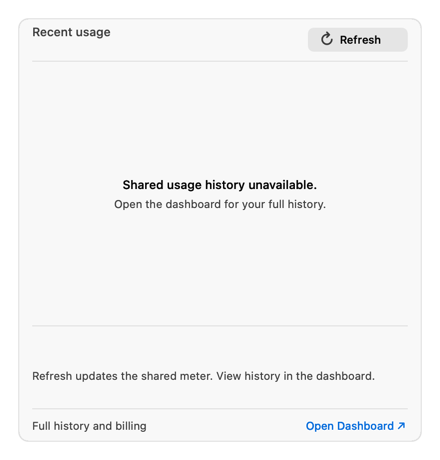 Recent usage
Refresh
Shared usage history unavailable.
Open the dashboard for your full history.
Refresh updates the shared meter. View history in the dashboard.
Full history and billing
Open Dashboard ↗